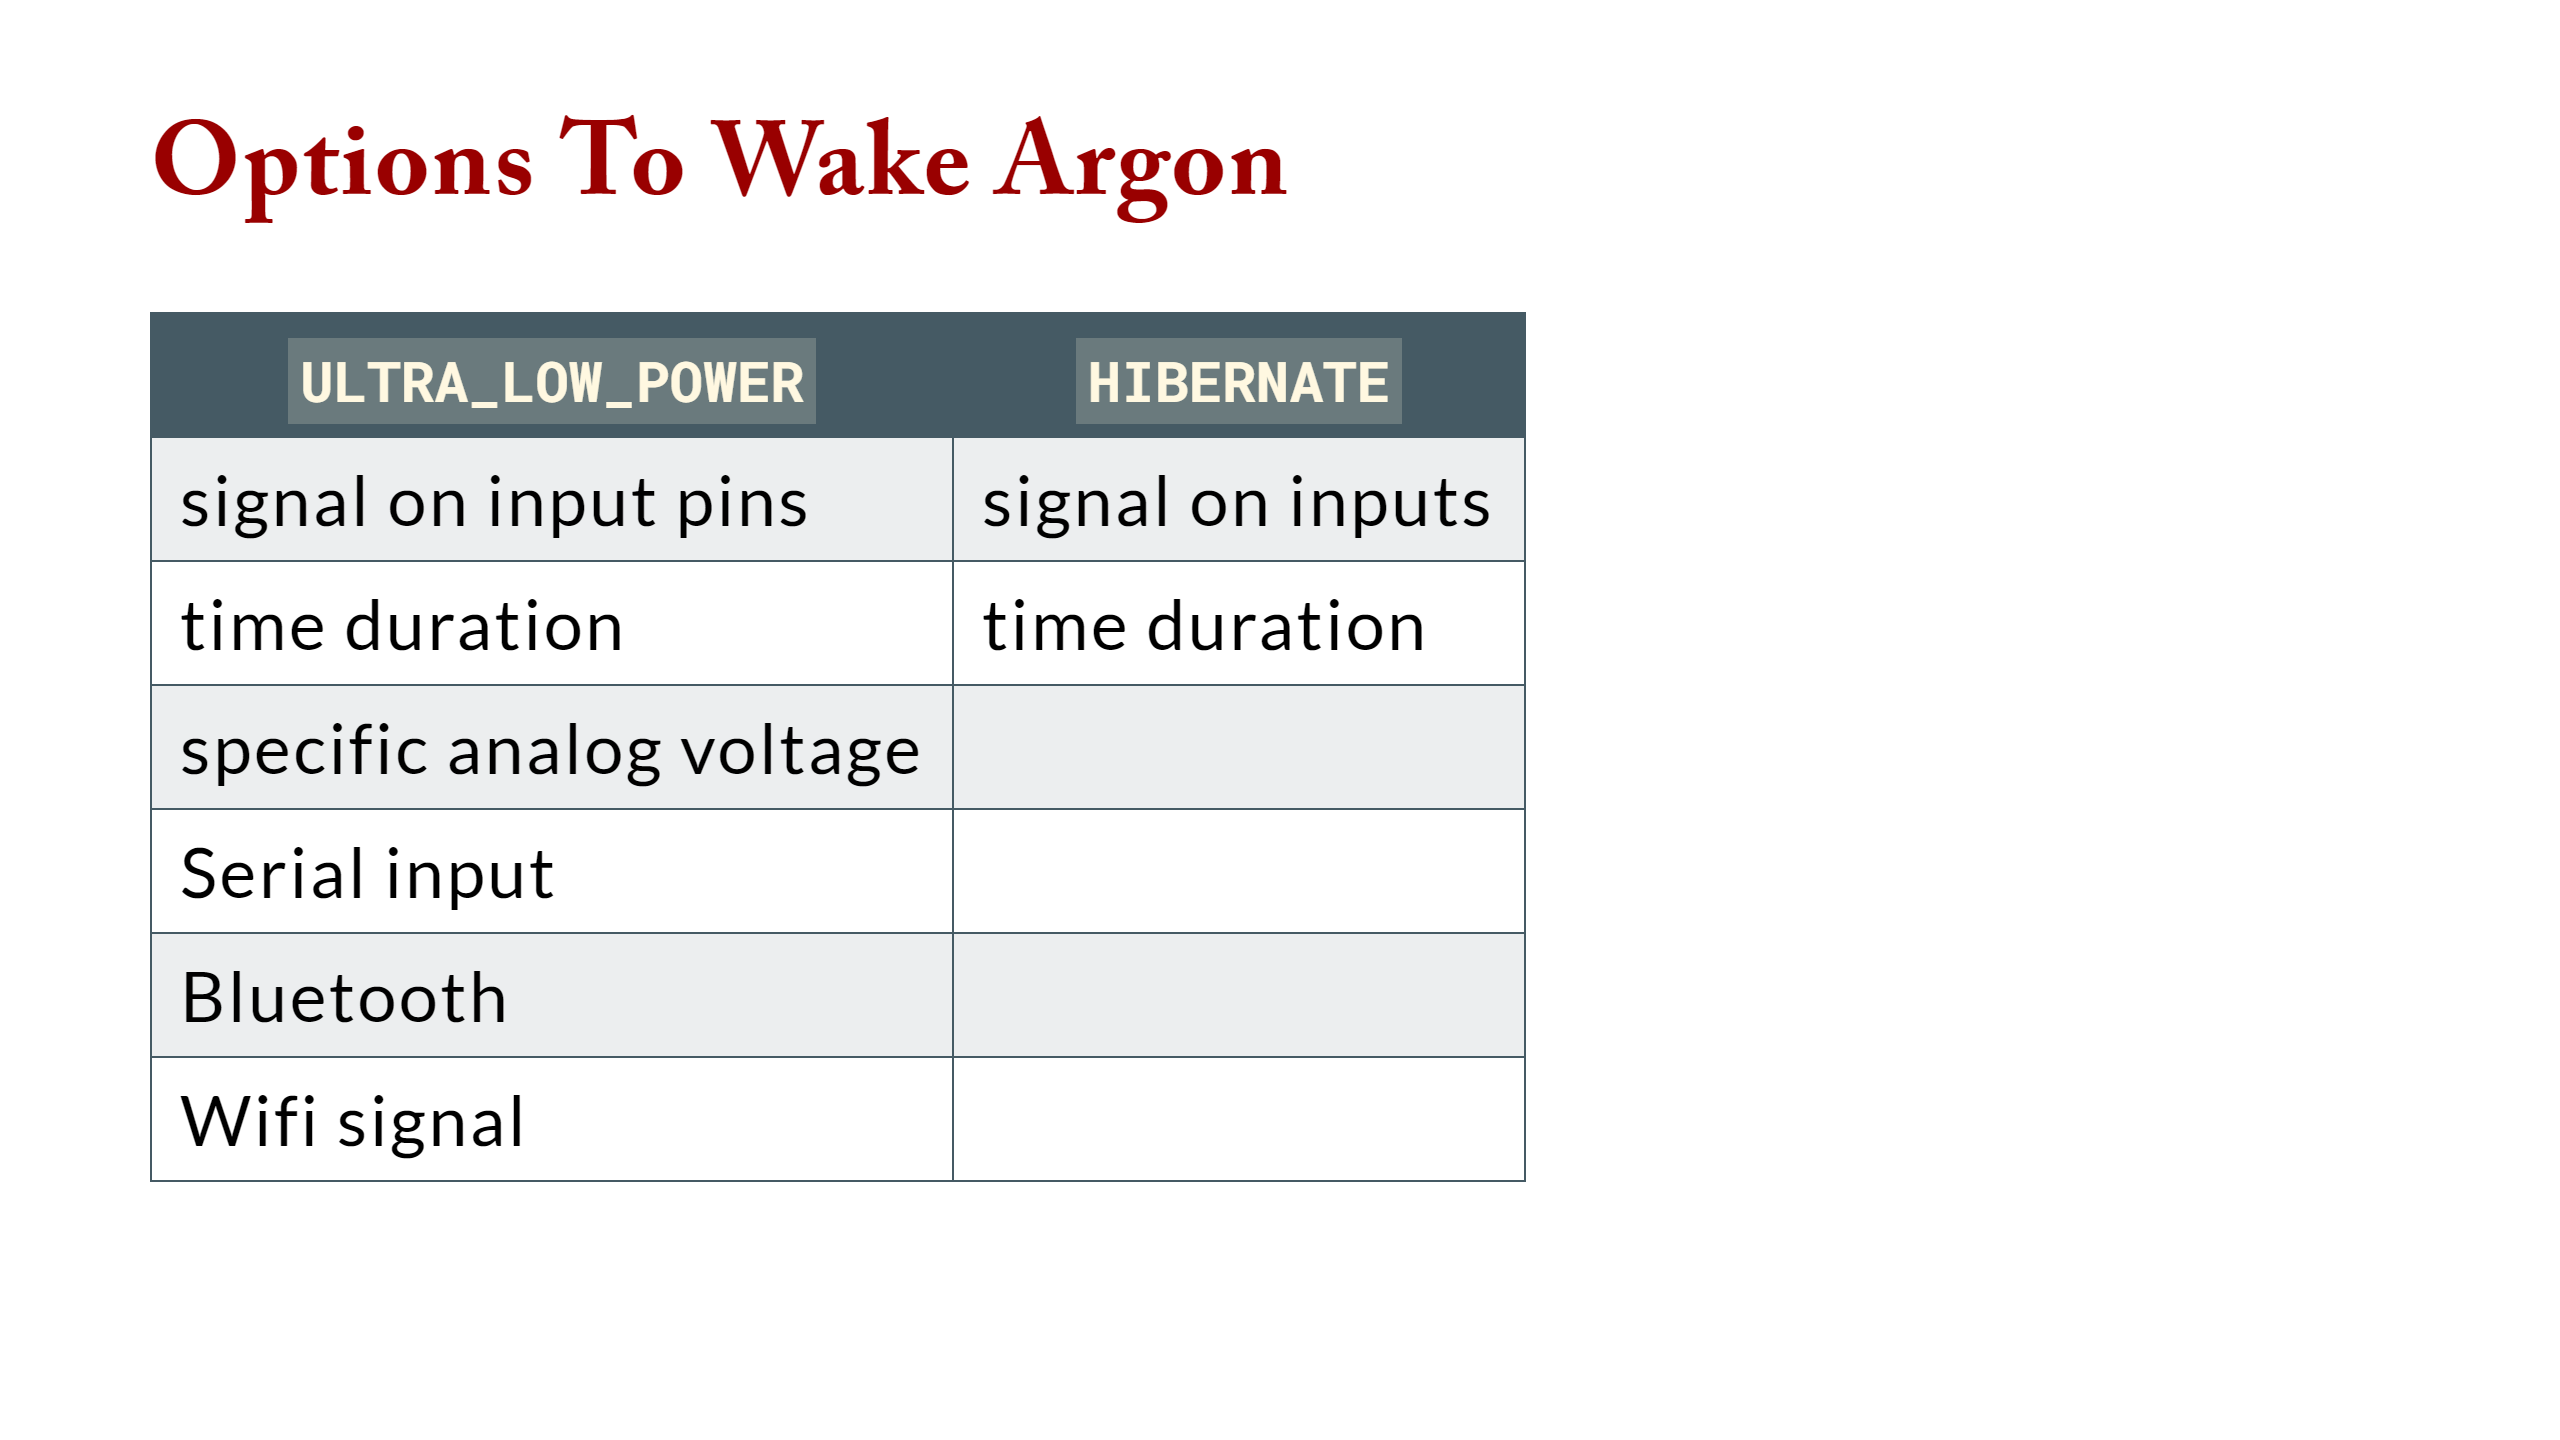 Options To Wake Argon
ULTRA_LOW_POWER HIBERNATE
signal on input pins signal on inputs
time duration time duration
specific analog voltage
Serial input
Bluetooth
Wifi signal